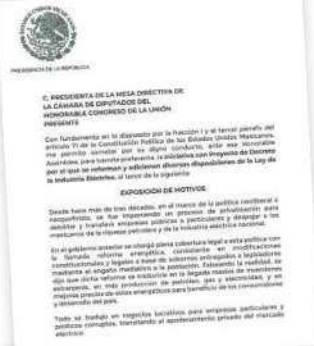 PRESIDENCIA DE LA REPÚBLICA
C. PRESIDENTA DE LA MESA DIRECTIVA DE
LA CÁMARA DE DIPUTADOS DEL
HONORABLE CONGRESO DE LA UNIÓN
PRESENTE
Con fundamento en lo dispuesto por la fracción I y el tercer párrafo del
artículo 71 de la Constitución Política de los Estados Unidos Mexicanos,
me permito someter por su digno conducto, ante ese Honorable
Asamblea, para trámite preferente, la Iniciativa con Proyecto de Decreto
por el que se reforman y adicionan diversas disposiciones de la Ley de
la Industria Eléctrica, al tenor de la siguiente:
EXPOSICIÓN DE MOTIVOS
Desde hace más de tres décadas, en el marco de la política neoliberal o
neoporfirista, se fue imponiendo un proceso de privatización para
debilitar y transferir empresas públicas a particulares y despojar a los
mexicanos de la riqueza petrolera y de la industria eléctrica nacional.
En el gobierno anterior se otorgó plena cobertura legal a esta política con
la llamada reforma energética, consistente en modificaciones
constitucionales y legales a base de sobornos entregados a legisladores
mediante el engaño mediático a la población. Falseando la realidad, se
dijo que dicha reforma se traduciría en la llegada masiva de inversiones
extranjeras, en más producción de petróleo, gas y electricidad, y en
mejores precios de estos energéticos para beneficio de los consumidores
y desarrollo del país.
Todo se tradujo en negocios lucrativos para empresas particulares y
políticos corruptos, transitando al apoderamiento privado del mercado
eléctrico